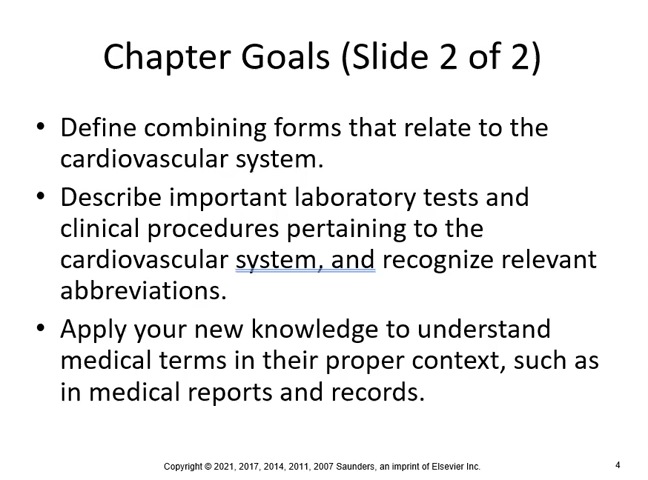 Chapter Goals (Slide 2 of 2)
• Define combining forms that relate to the
cardiovascular system.
• Describe important laboratory tests and
clinical procedures pertaining to the
cardiovascular system, and recognize relevant
abbreviations.
• Apply your new knowledge to understand
medical terms in their proper context, such as
in medical reports and records.
Copyright © 2021, 2017, 2014, 2011, 2007 Saunders, an imprint of Elsevier Inc.
4